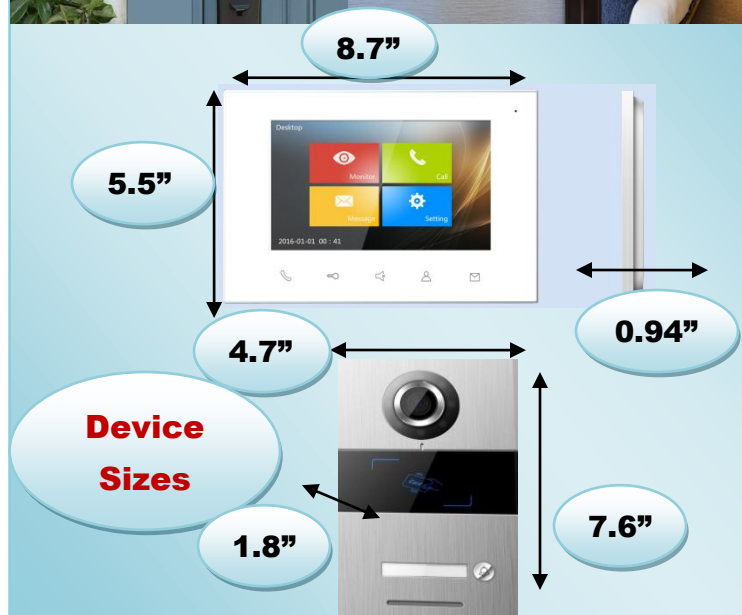 8.7”
5.5”
Desktop
Monitor
Call
Message
Setting
2016-01-01 00 : 41
0.94”
4.7”
Device
Sizes
1.8”
7.6”